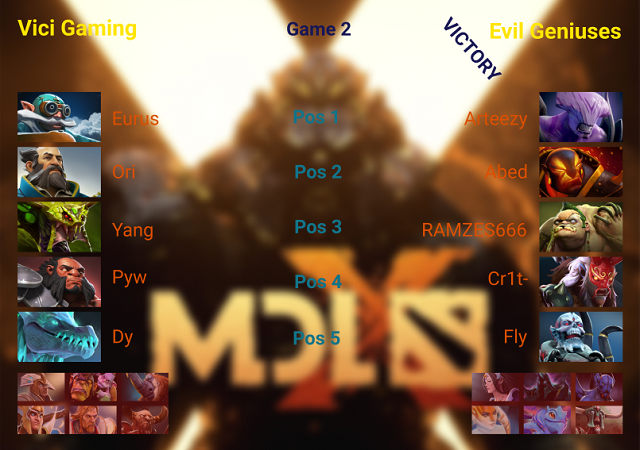 Vici Gaming
Game 2
VICTORY
Evil Geniuses
Eurus
Pos 1
Arteezy
Ori
Pos 2
Abed
Yang
Pos 3
RAMZES666
Pyw
Pos 4
Cr1t-
Dy
Pos 5
Fly
MDL